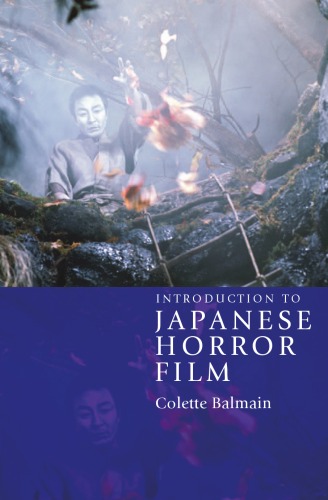 INTRODUCTION TO
JAPANESE
HORROR
FILM
Colette Balmain